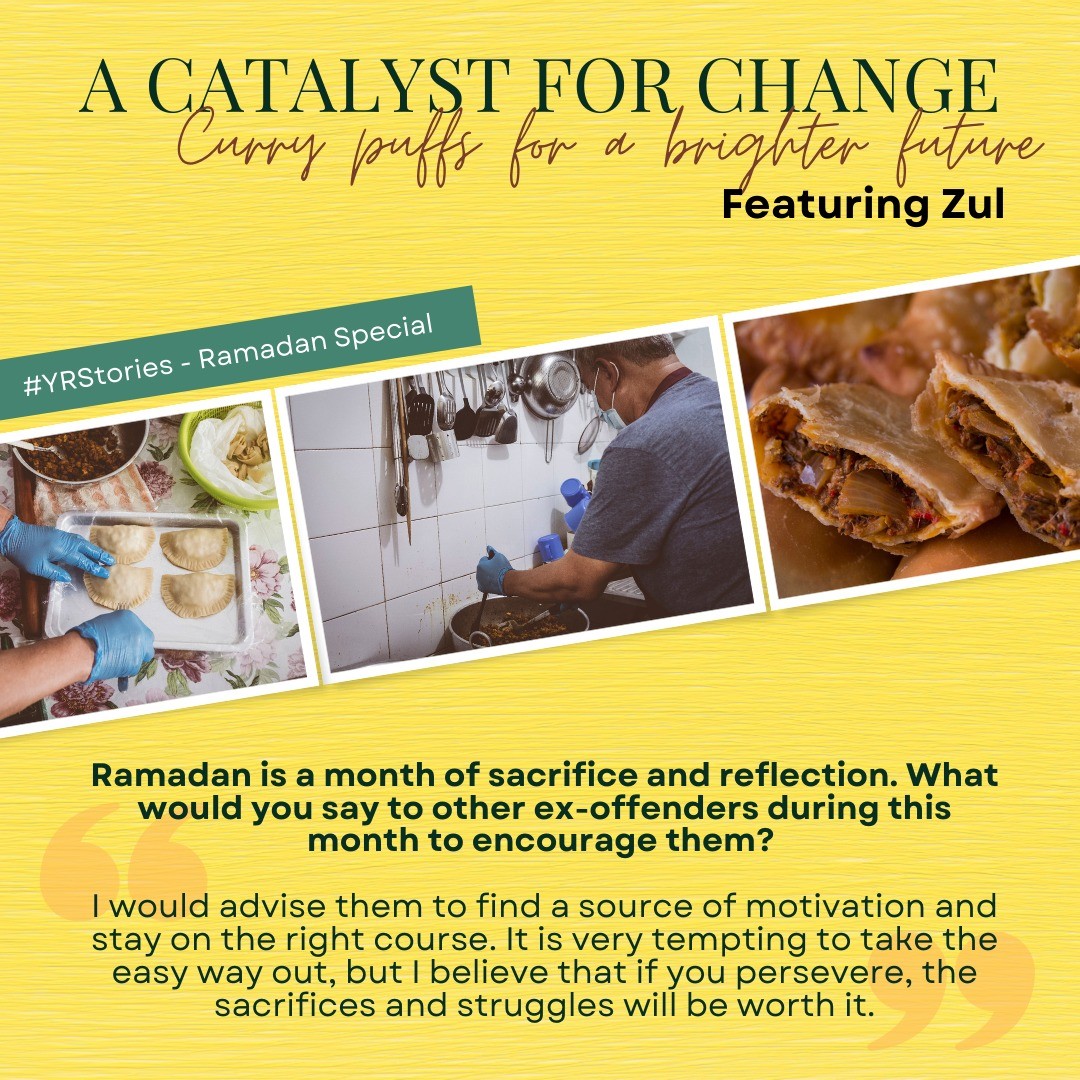 A CATALYST FOR CHANGE
Curry puffs for a brighter future
Featuring Zul
#YRStories - Ramadan Special
Ramadan is a month of sacrifice and reflection. What
would you say to other ex-offenders during this
month to encourage them?
I would advise them to find a source of motivation and
stay on the right course. It is very tempting to take the
easy way out, but I believe that if you persevere, the
sacrifices and struggles will be worth it.